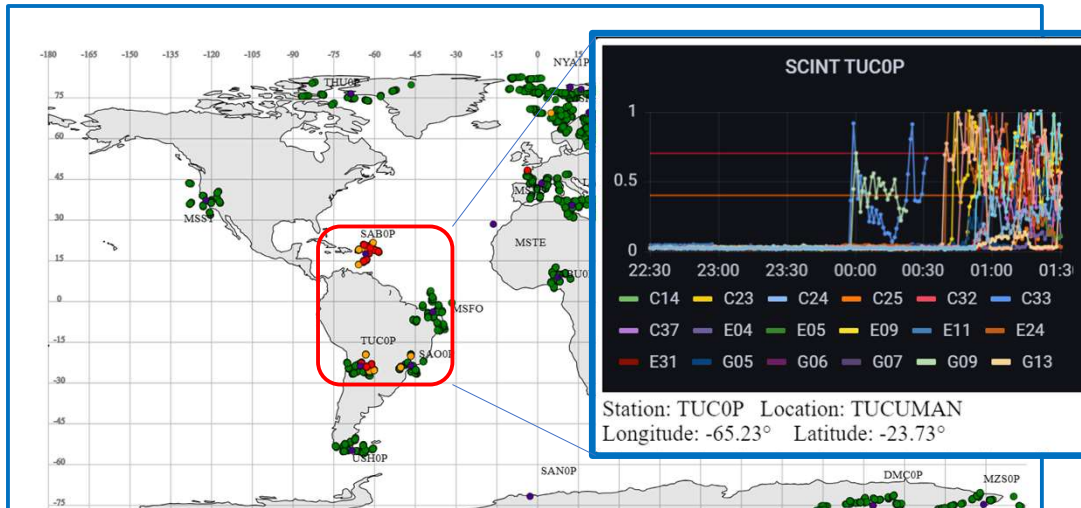 -180 -165 -150 -135 -120 -105 -90 -75 -60 -45 -30 -15 0 15
NYA1P
THU0P
75
60
45
MSST
30
SAB0P
MSTE
15
0
MSFO
-15
TUC0P
-30
-45
USH0P
-60
SAN0P
DMC0P
MZS0P
-75
SCINT TUC0P
1
0.5
0
22:30 23:00 23:30 00:00 00:30 01:00 01:30
C14 C23 C24 C25 C32 C33
C37 E04 E05 E09 E11 E24
E31 G05 G06 G07 G09 G13
Station: TUC0P Location: TUCUMAN
Longitude: -65.23° Latitude: -23.73°